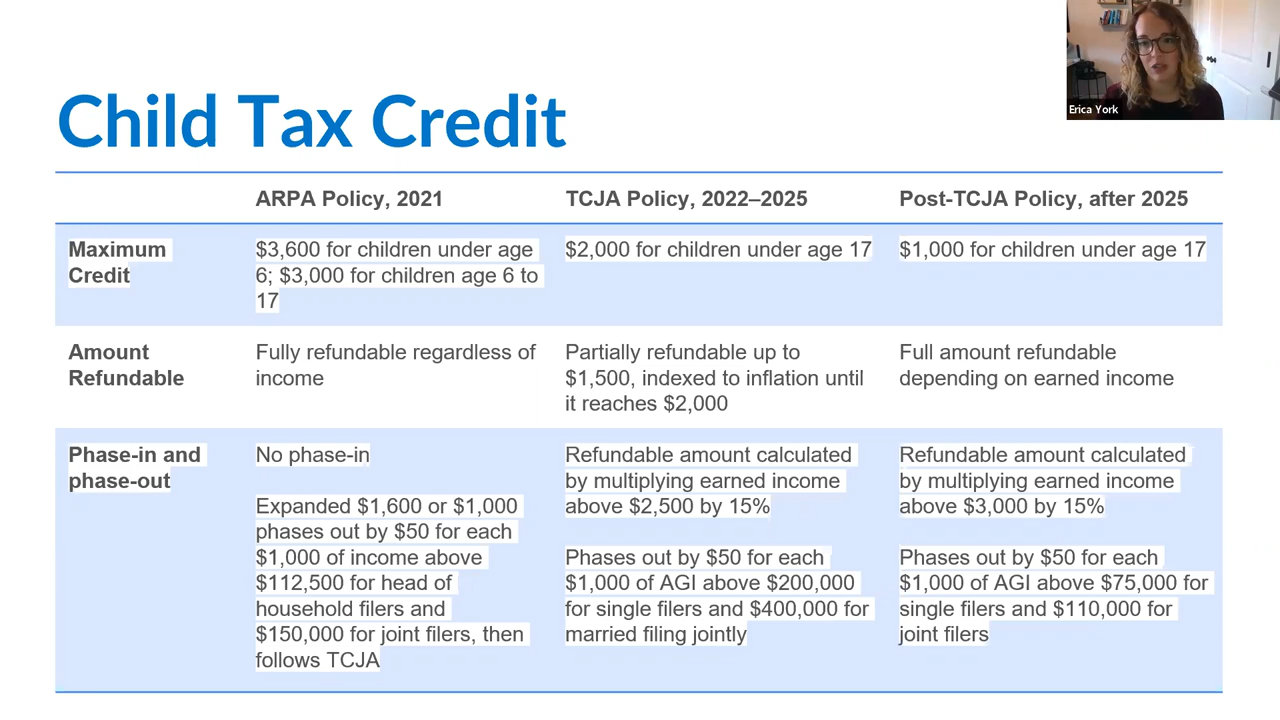 Erica York
Child Tax Credit
ARPA Policy, 2021
TCJA Policy, 2022–2025
Post-TCJA Policy, after 2025
Maximum
Credit
$3,600 for children under age
6; $3,000 for children age 6 to
17
$2,000 for children under age 17
$1,000 for children under age 17
Amount
Refundable
Fully refundable regardless of
income
Partially refundable up to
$1,500, indexed to inflation until
it reaches $2,000
Full amount refundable
depending on earned income
Phase-in and
phase-out
No phase-in
Expanded $1,600 or $1,000
phases out by $50 for each
$1,000 of income above
$112,500 for head of
household filers and
$150,000 for joint filers, then
follows TCJA
Refundable amount calculated
by multiplying earned income
above $2,500 by 15%
Phases out by $50 for each
$1,000 of AGI above $200,000
for single filers and $400,000 for
married filing jointly
Refundable amount calculated
by multiplying earned income
above $3,000 by 15%
Phases out by $50 for each
$1,000 of AGI above $75,000 for
single filers and $110,000 for
joint filers